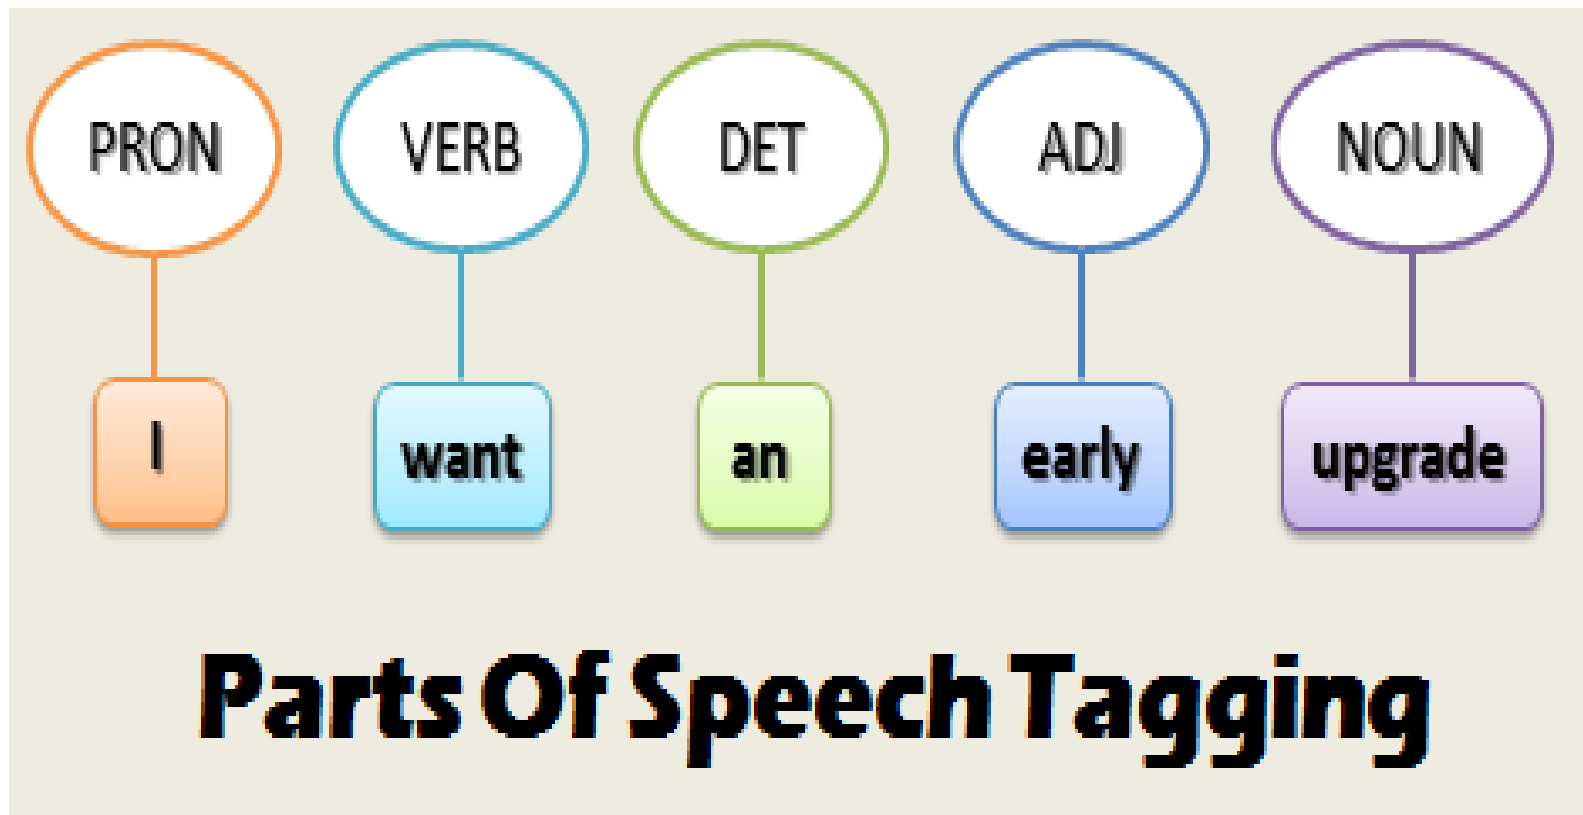 PRON VERB DET ADJ NOUN
I want an early upgrade
Parts Of Speech Tagging